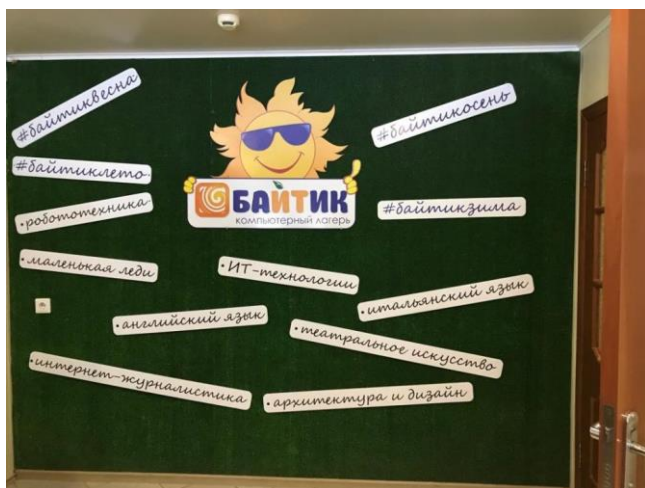 #байтиквесна
#байтикосень
#байтиклето
БАЙТИК
компьютерный лагерь
•робототехника
#байтикзима
•маленькая леди
•ИТ-технологии
•итальянский язык
•английский язык
•театральное искусство
•интернет-журналистика
•архитектура и дизайн